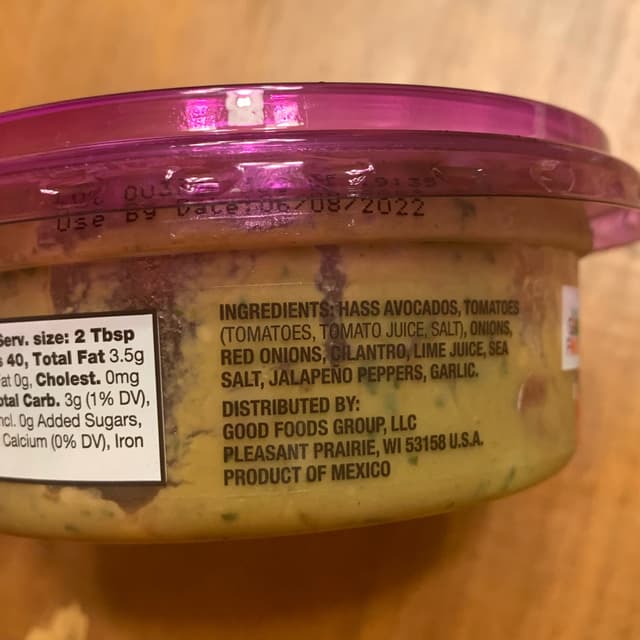 Use By Date:06/08/2022
INGREDIENTS: HASS AVOCADOS, TOMATOES
(TOMATOES, TOMATO JUICE, SALT), ONIONS,
RED ONIONS, CILANTRO, LIME JUICE, SEA
SALT, JALAPEÑO PEPPERS, GARLIC.
DISTRIBUTED BY:
GOOD FOODS GROUP, LLC
PLEASANT PRAIRIE, WI 53158 U.S.A.
PRODUCT OF MEXICO
Serv. size: 2 Tbsp
s 40, Total Fat 3.5g
Fat 0g, Cholest. 0mg
otal Carb. 3g (1% DV),
ncl. 0g Added Sugars,
Calcium (0% DV), Iron